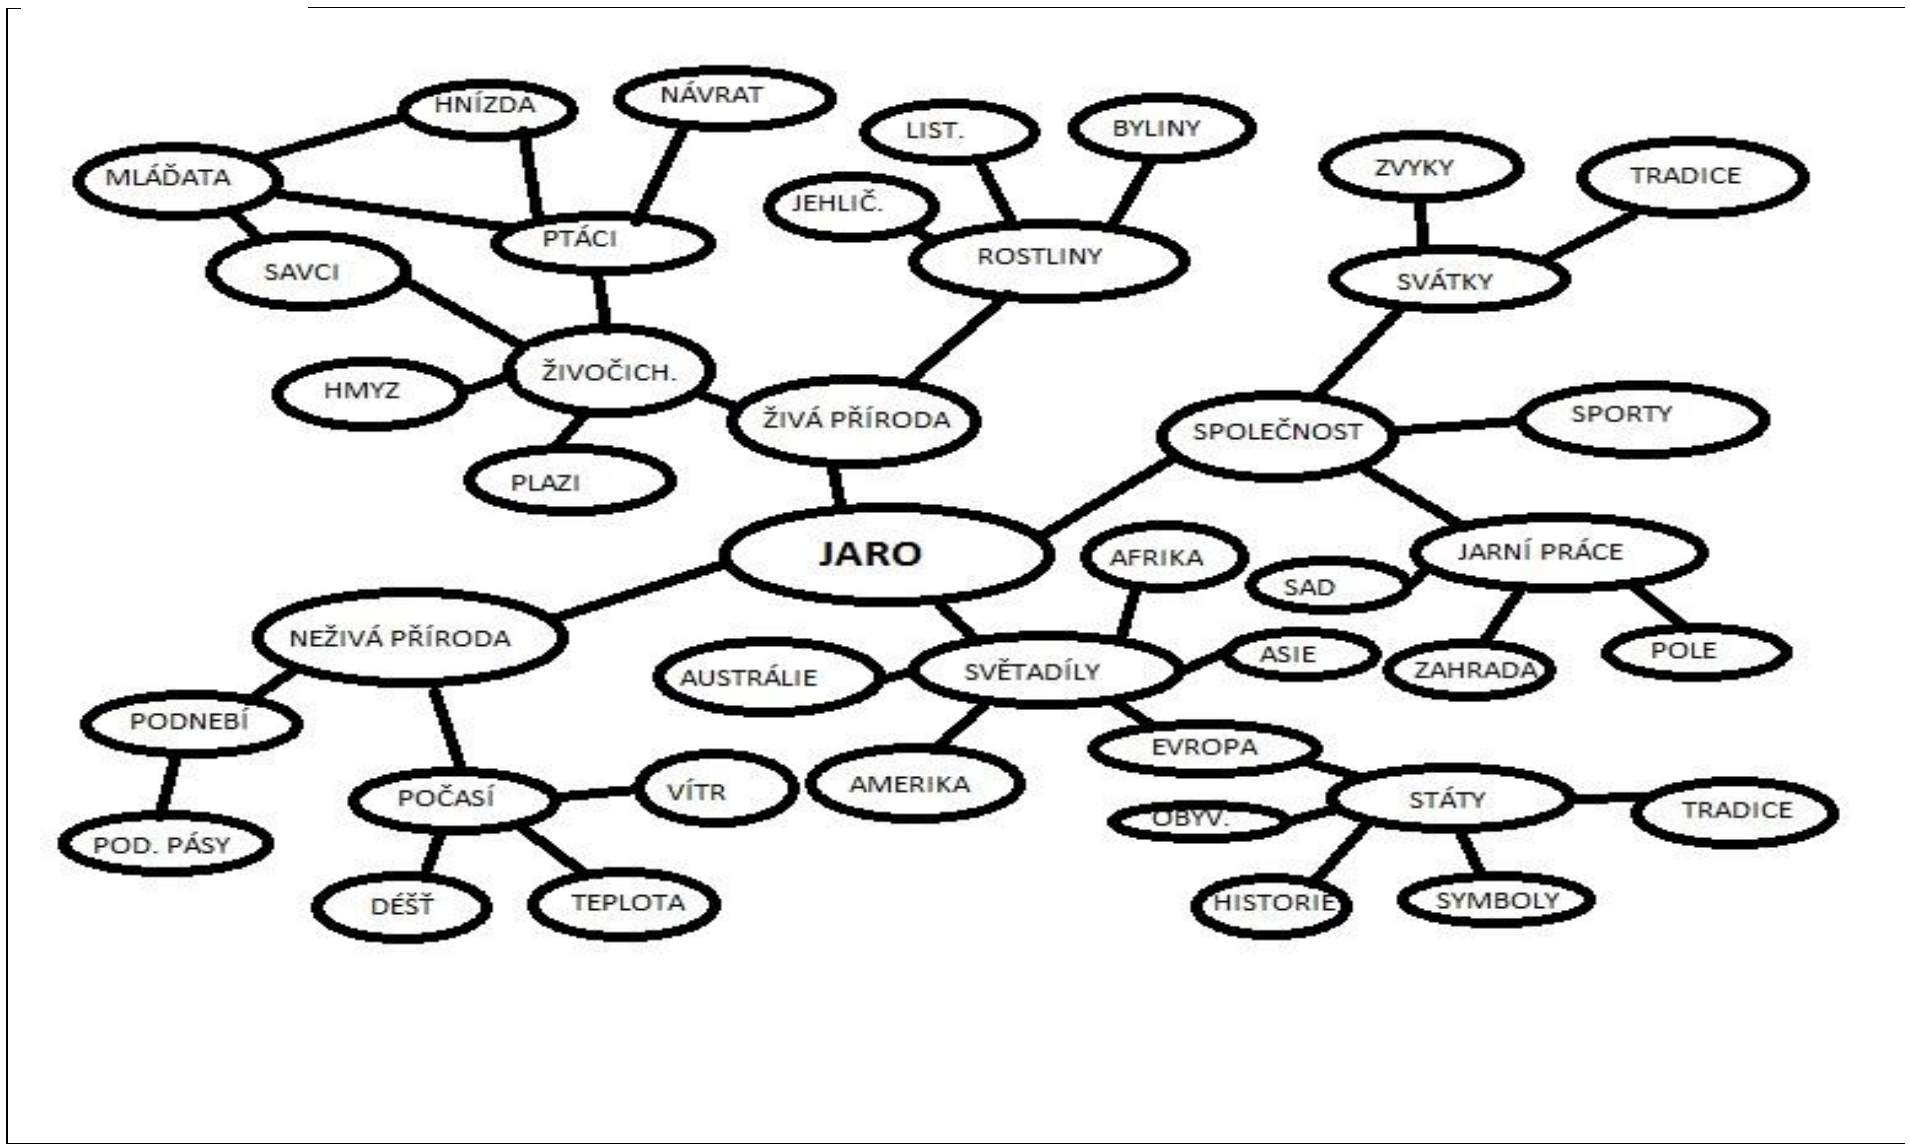 HNÍZDA
NÁVRAT
LIST.
BYLINY
ZVYKY
TRADICE
MLÁĎATA
JEHLIČ.
PTÁCI
ROSTLINY
SAVCI
SVÁTKY
HMYZ
ŽIVOČICH.
ŽIVÁ PŘÍRODA
SPOLEČNOST
SPORTY
PLAZI
JARO
AFRIKA
JARNÍ PRÁCE
SAD
NEŽIVÁ PŘÍRODA
AUSTRÁLIE
SVĚTADÍLY
ASIE
ZAHRADA
POLE
PODNEBÍ
EVROPA
POČASÍ
VÍTR
AMERIKA
STÁTY
TRADICE
OBYV.
POD. PÁSY
DÉŠŤ
TEPLOTA
HISTORIE
SYMBOLY